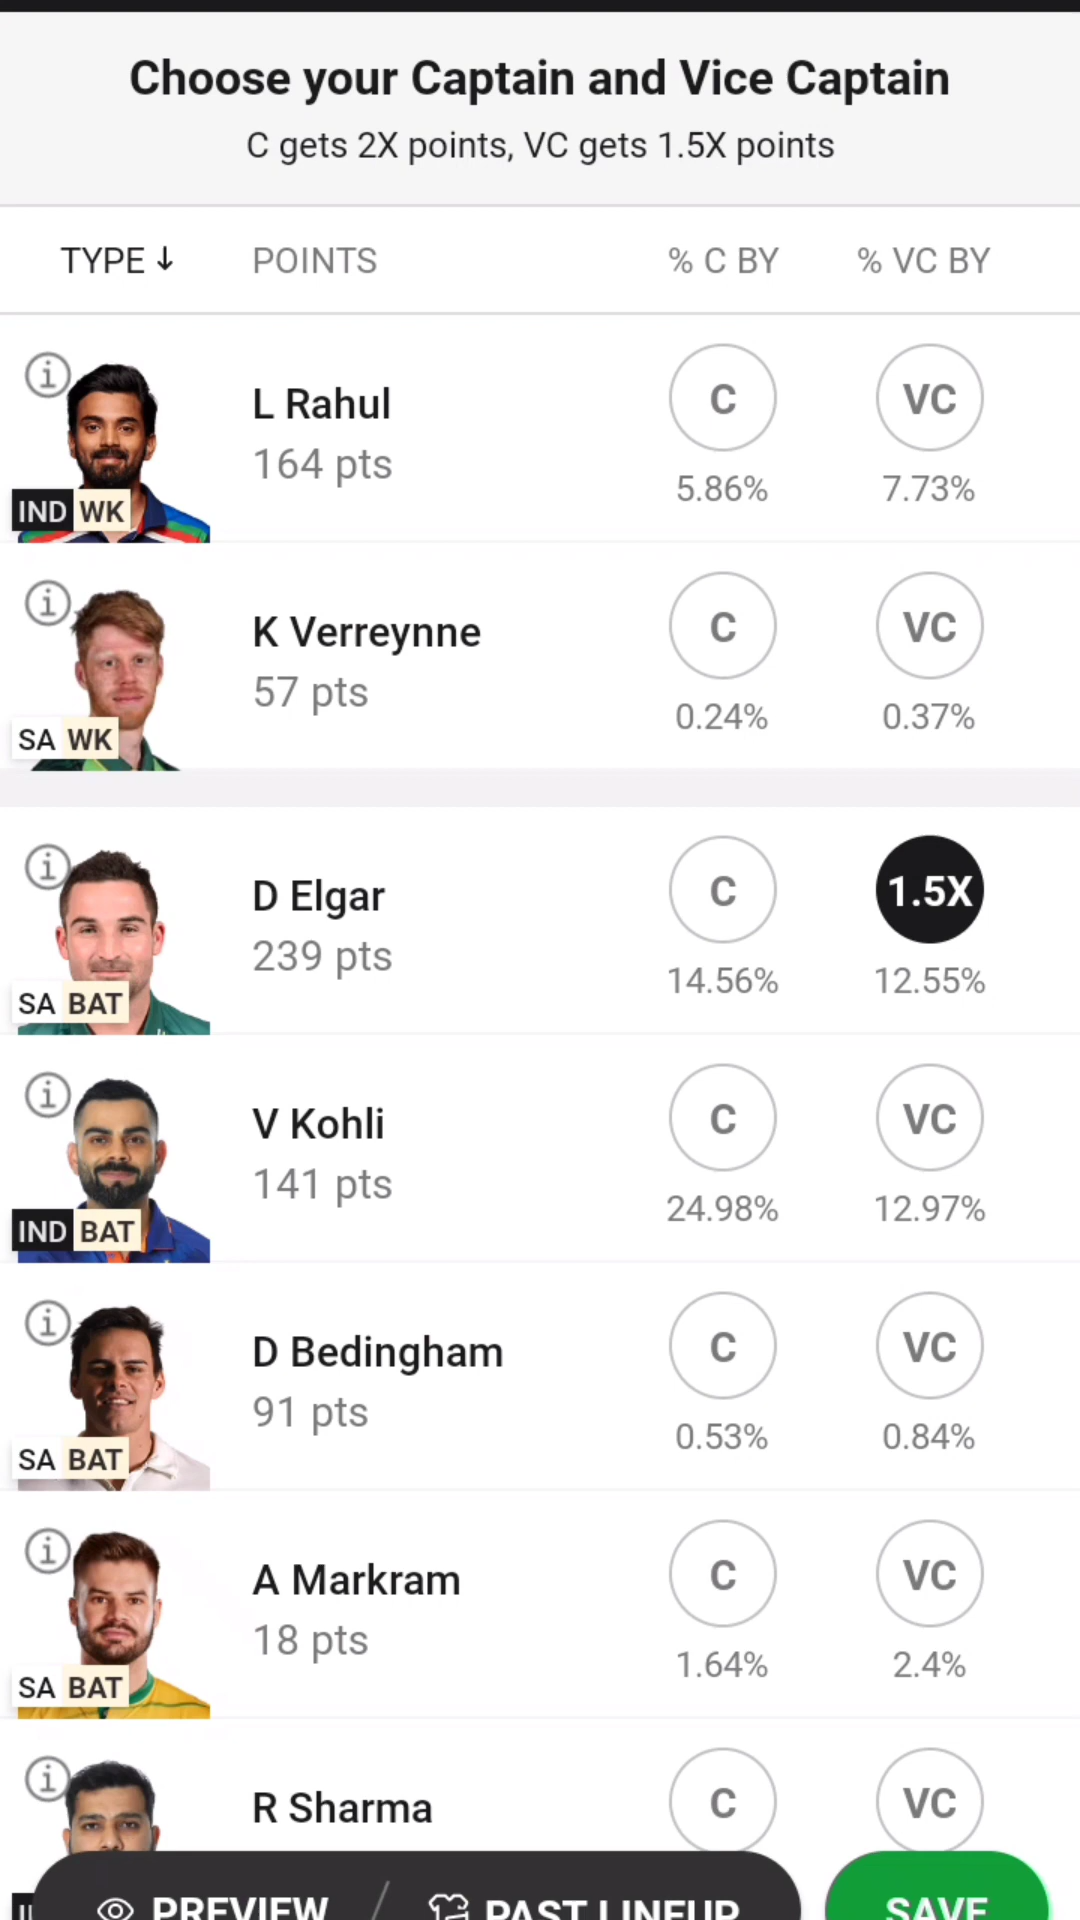 Choose your Captain and Vice Captain
C gets 2X points, VC gets 1.5X points
TYPE ↓ POINTS % C BY % VC BY
L Rahul
164 pts
IND WK
C VC
5.86% 7.73%
K Verreynne
57 pts
SA WK
C VC
0.24% 0.37%
D Elgar
239 pts
SA BAT
C 1.5X
14.56% 12.55%
V Kohli
141 pts
IND BAT
C VC
24.98% 12.97%
D Bedingham
91 pts
SA BAT
C VC
0.53% 0.84%
A Markram
18 pts
SA BAT
C VC
1.64% 2.4%
R Sharma
C VC
PREVIEW / PAST LINEUP SAVE